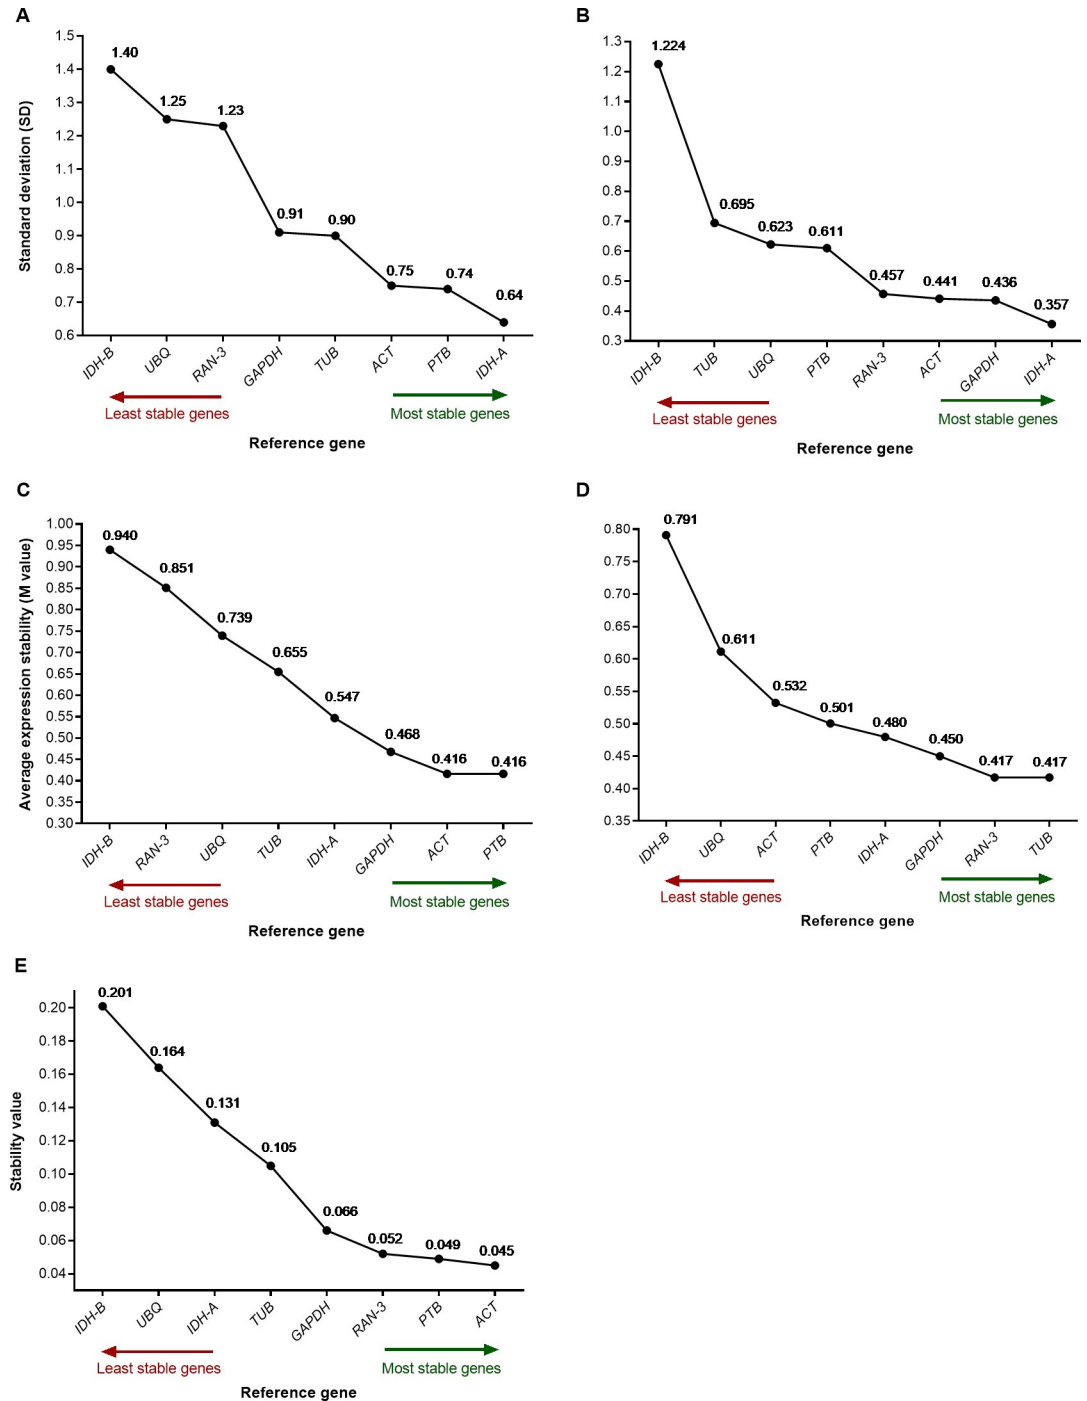 A
Standard deviation (SD)
1.5
1.4
1.3
1.2
1.1
1.0
0.9
0.8
0.7
0.6
1.40
1.25
1.23
0.91
0.90
0.75
0.74
0.64
IDH-B
UBQ
RAN-3
GAPDH
TUB
ACT
PTB
IDH-A
Least stable genes
Most stable genes
Reference gene
B
1.3
1.2
1.1
1.0
0.9
0.8
0.7
0.6
0.5
0.4
0.3
1.224
0.695
0.623
0.611
0.457
0.441
0.436
0.357
IDH-B
TUB
UBQ
PTB
RAN-3
ACT
GAPDH
IDH-A
Least stable genes
Most stable genes
Reference gene
C
Average expression stability (M value)
1.00
0.95
0.90
0.85
0.80
0.75
0.70
0.65
0.60
0.55
0.50
0.45
0.40
0.35
0.30
0.940
0.851
0.739
0.655
0.547
0.468
0.416
0.416
IDH-B
RAN-3
UBQ
TUB
IDH-A
GAPDH
ACT
PTB
Least stable genes
Most stable genes
Reference gene
D
0.80
0.75
0.70
0.65
0.60
0.55
0.50
0.45
0.40
0.35
0.791
0.611
0.532
0.501
0.480
0.450
0.417
0.417
IDH-B
UBQ
ACT
PTB
IDH-A
GAPDH
RAN-3
TUB
Least stable genes
Most stable genes
Reference gene
E
Stability value
0.20
0.18
0.16
0.14
0.12
0.10
0.08
0.06
0.04
0.201
0.164
0.131
0.105
0.066
0.052
0.049
0.045
IDH-B
UBQ
IDH-A
TUB
GAPDH
RAN-3
PTB
ACT
Least stable genes
Most stable genes
Reference gene